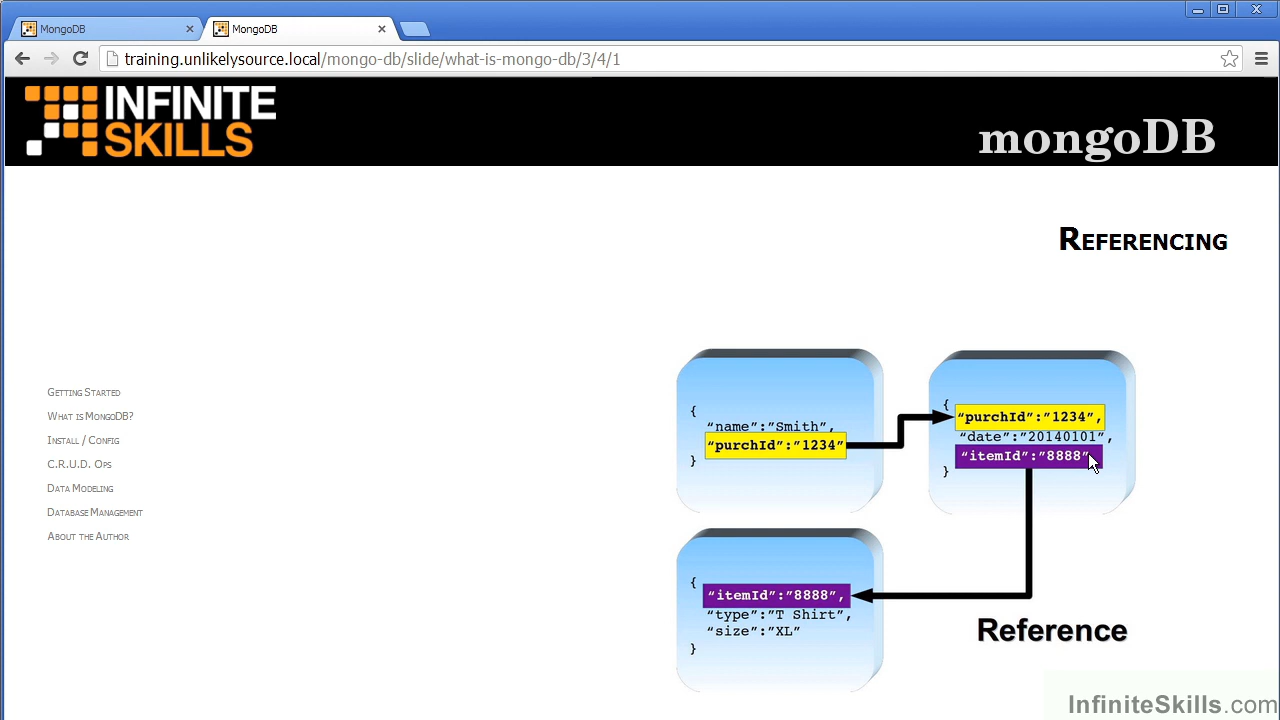 MongoDB
MongoDB
training.unlikelysource.local/mongo-db/slide/what-is-mongo-db/3/4/1
INFINITE
SKILLS
mongoDB
REFERENCING
GETTING STARTED
WHAT IS MONGODB?
INSTALL / CONFIG
C.R.U.D. OPS
DATA MODELING
DATABASE MANAGEMENT
ABOUT THE AUTHOR
{
“name”:”Smith”,
“purchId”:”1234”
}
{
“purchId”:”1234”,
“date”:”20140101”,
“itemId”:”8888”
}
{
“itemId”:”8888”,
“type”:”T Shirt”,
“size”:”XL”
}
Reference
InfiniteSkills.com